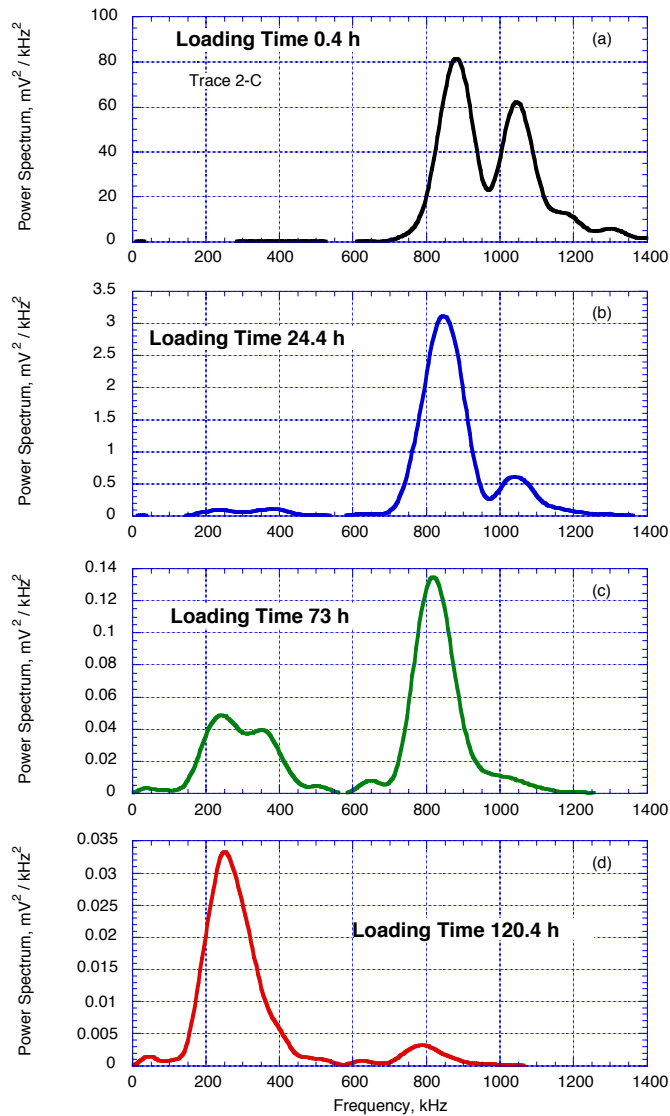 Power Spectrum, mV² / kHz²
100
80
60
40
20
0
Loading Time 0.4 h
(a)
Trace 2-C
0 200 400 600 800 1000 1200 1400
Power Spectrum, mV² / kHz²
3.5
3
2.5
2
1.5
1
0.5
0
(b)
Loading Time 24.4 h
0 200 400 600 800 1000 1200 1400
Power Spectrum, mV² / kHz²
0.14
0.12
0.1
0.08
0.06
0.04
0.02
0
(c)
Loading Time 73 h
0 200 400 600 800 1000 1200 1400
Power Spectrum, mV² / kHz²
0.035
0.03
0.025
0.02
0.015
0.01
0.005
0
(d)
Loading Time 120.4 h
0 200 400 600 800 1000 1200 1400
Frequency, kHz